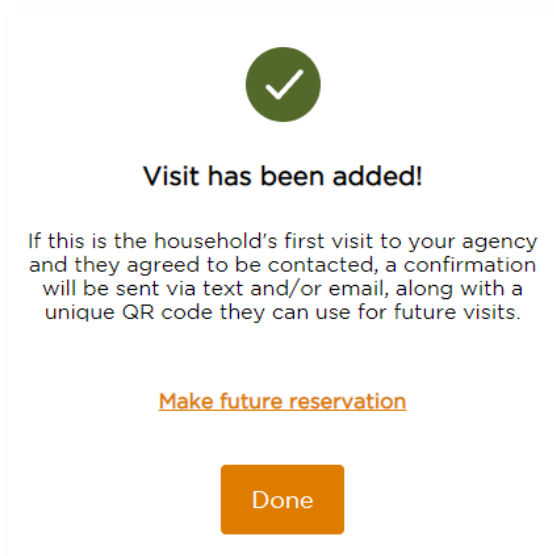 Visit has been added!
If this is the household's first visit to your agency
and they agreed to be contacted, a confirmation
will be sent via text and/or email, along with a
unique QR code they can use for future visits.
Make future reservation
Done